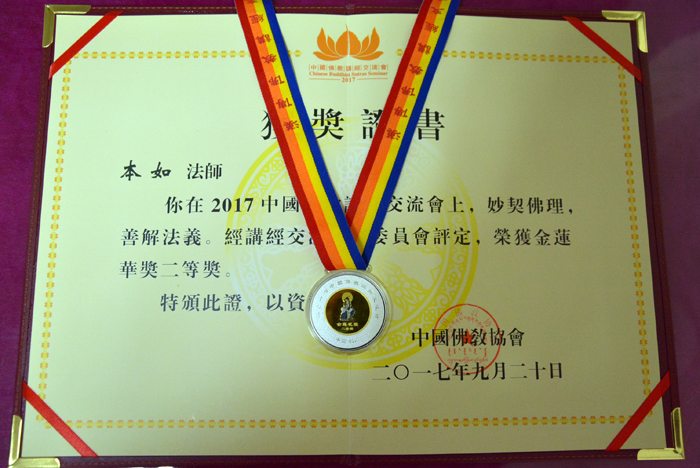 中國佛教講經交流會
Chinese Buddhist Sutras Seminar
2017
獎證書
本如 法師
你在2017中國 交流會上，妙契佛理，
善解法義。經講經交 委員會評定，榮獲金蓮
華獎二等獎。
特頒此證，以資
中國佛教協會
二〇一七年九月二十日